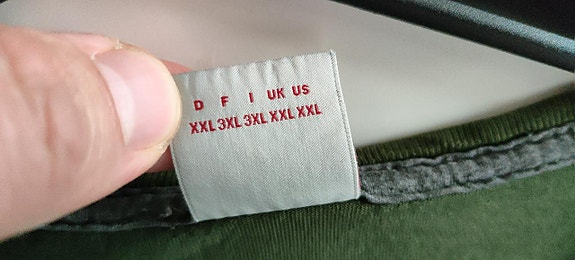 D F I UK US
XXL 3XL 3XL XXL XXL